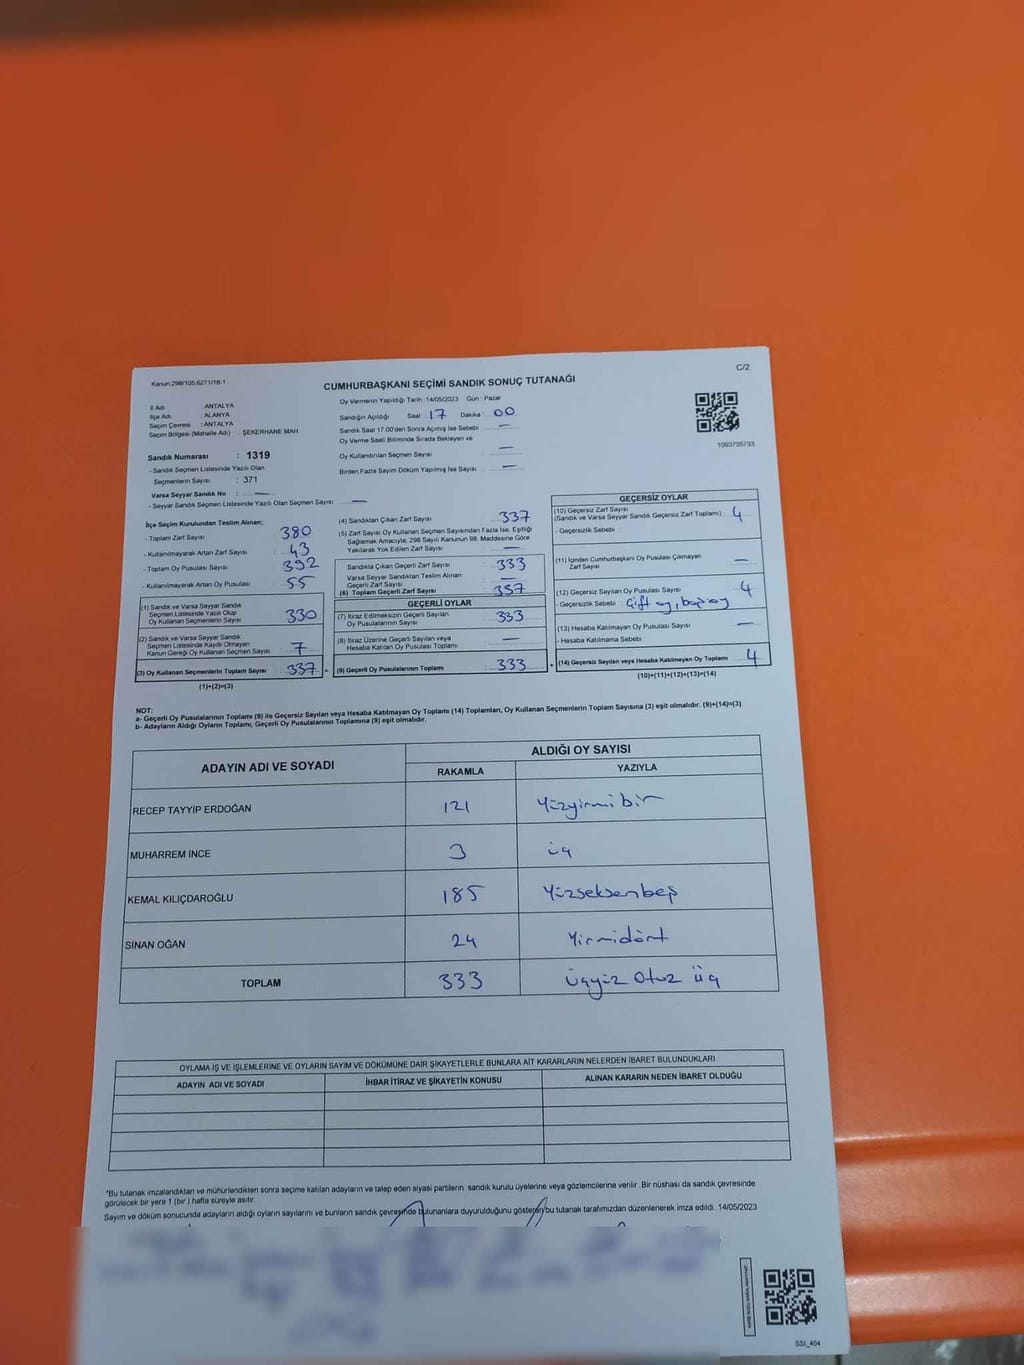 Kanun:298/105,6271/18-1
C/2
CUMHURBAŞKANI SEÇİMİ SANDIK SONUÇ TUTANAĞI
İl Adı : ANTALYA
İlçe Adı : ALANYA
Seçim Çevresi : ANTALYA
Seçim Bölgesi (Mahalle Adı) : ŞEKERHANE MAH.
Sandık Numarası : 1319
- Sandık Seçmen Listesinde Yazılı Olan
Seçmenlerin Sayısı : 371
Varsa Seyyar Sandık No : —
- Seyyar Sandık Seçmen Listesinde Yazılı Olan Seçmen Sayısı : —
Oy Vermenin Yapıldığı Tarih : 14/05/2023 Gün : Pazar
Sandığın Açıldığı Saat 17 Dakika : 00
Sandık Saat 17.00'den Sonra Açılmış İse Sebebi : —
Oy Verme Saati Bitiminde Sırada Bekleyen ve
Oy Kullandırılan Seçmen Sayısı : —
Birden Fazla Sayım Döküm Yapılmış İse Sayısı : —
1093705733
İlçe Seçim Kurulundan Teslim Alınan;
- Toplam Zarf Sayısı : 380
- Kullanılmayarak Artan Zarf Sayısı : 43
- Toplam Oy Pusulası Sayısı : 392
- Kullanılmayarak Artan Oy Pusulası : 55
(1) Sandık ve Varsa Seyyar Sandık
Seçmen Listesinde Yazılı Olup
Oy Kullanan Seçmenlerin Sayısı : 330
(2) Sandık ve Varsa Seyyar Sandık
Seçmen Listesinde Kayıtlı Olmayan
Kanun Gereği Oy Kullanan Seçmen Sayısı : 7
(3) Oy Kullanan Seçmenlerin Toplam Sayısı : 337
(1)+(2)=(3)
(4) Sandıktan Çıkan Zarf Sayısı : 337
(5) Zarf Sayısı Oy Kullanan Seçmen Sayısından Fazla İse, Eşitliği
Sağlamak Amacıyla; 298 Sayılı Kanunun 98. Maddesine Göre
Yakılarak Yok Edilen Zarf Sayısı : —
Sandıkta Çıkan Geçerli Zarf Sayısı : 333
Varsa Seyyar Sandıktan Teslim Alınan
Geçerli Zarf Sayısı : —
(6) Toplam Geçerli Zarf Sayısı : 337
GEÇERLİ OYLAR
(7) İtiraz Edilmeksizin Geçerli Sayılan
Oy Pusulalarının Sayısı : 333
(8) İtiraz Üzerine Geçerli Sayılan veya
Hesaba Katılan Oy Pusulası Toplamı : —
(9) Geçerli Oy Pusulalarının Toplamı : 333
GEÇERSİZ OYLAR
(10) Geçersiz Zarf Sayısı
(Sandık ve Varsa Seyyar Sandık Geçersiz Zarf Toplamı) : 4
- Geçersizlik Sebebi :
(11) İçinden Cumhurbaşkanı Oy Pusulası Çıkmayan
Zarf Sayısı : —
(12) Geçersiz Sayılan Oy Pusulası Sayısı : 4
- Geçersizlik Sebebi : Çift oy, boş oy
(13) Hesaba Katılmayan Oy Pusulası Sayısı : —
- Hesaba Katılmama Sebebi :
(14) Geçersiz Sayılan veya Hesaba Katılmayan Oy Toplamı : 4
(10)+(11)+(12)+(13)=(14)
NOT:
a- Geçerli Oy Pusulalarının Toplamı (9) ile Geçersiz Sayılan veya Hesaba Katılmayan Oy Toplamı (14) Toplamları, Oy Kullanan Seçmenlerin Toplam Sayısına (3) eşit olmalıdır. (9)+(14)=(3)
b- Adayların Aldığı Oyların Toplamı, Geçerli Oy Pusulalarının Toplamına (9) eşit olmalıdır.
ADAYIN ADI VE SOYADI
ALDIĞI OY SAYISI
RAKAMLA YAZIYLA
RECEP TAYYİP ERDOĞAN 121 Yüzyirmibir
MUHARREM İNCE 3 üç
KEMAL KILIÇDAROĞLU 185 Yüzseksenbeş
SİNAN OĞAN 24 Yirmidört
TOPLAM 333 Üçyüz Otuz Üç
OYLAMA İŞ VE İŞLEMLERİNE VE OYLARIN SAYIM VE DÖKÜMÜNE DAİR ŞİKAYETLERLE BUNLARA AİT KARARLARIN NELERDEN İBARET BULUNDUKLARI
ADAYIN ADI VE SOYADI İHBAR İTİRAZ VE ŞİKAYETİN KONUSU ALINAN KARARIN NEDEN İBARET OLDUĞU
*Bu tutanak imzalandıktan ve mühürlendikten sonra seçime katılan adayların ve talep eden siyasi partilerin sandık kurulu üyelerine veya gözlemcilerine verilir. Bir nüshası da sandık çevresinde
görülecek bir yere 1 (bir) hafta süreyle asılır.
Sayım ve döküm sonucunda adayların aldığı oyların sayılarını ve bunların sandık çevresinde bulunanlara duyurulduğunu gösteren bu tutanak tarafımızdan düzenlenerek imza edildi. 14/05/2023
SSI_404